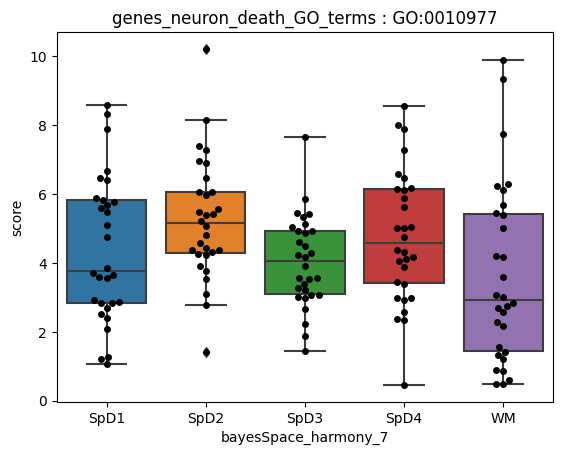 genes_neuron_death_GO_terms : GO:0010977
10
8
6
4
2
0
score
SpD1 SpD2 SpD3 SpD4 WM
bayesSpace_harmony_7